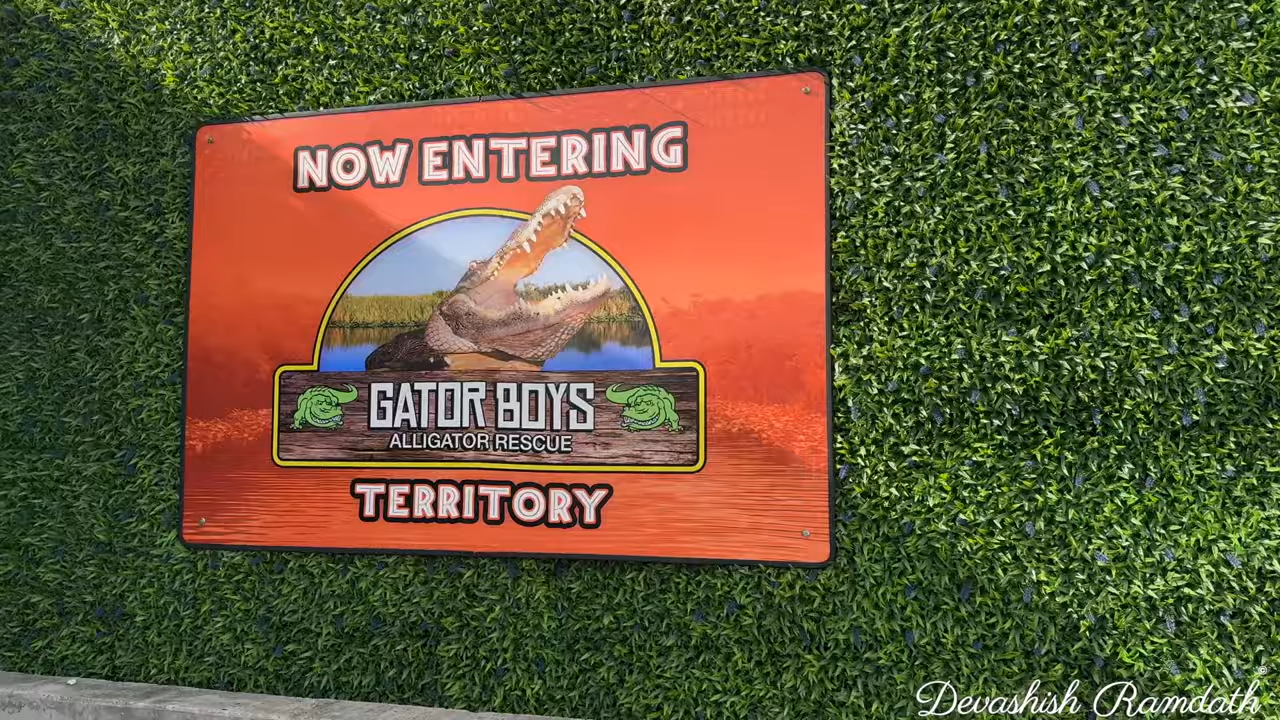 NOW ENTERING
GATOR BOYS
ALLIGATOR RESCUE
TERRITORY
Devashish Ramdath ©